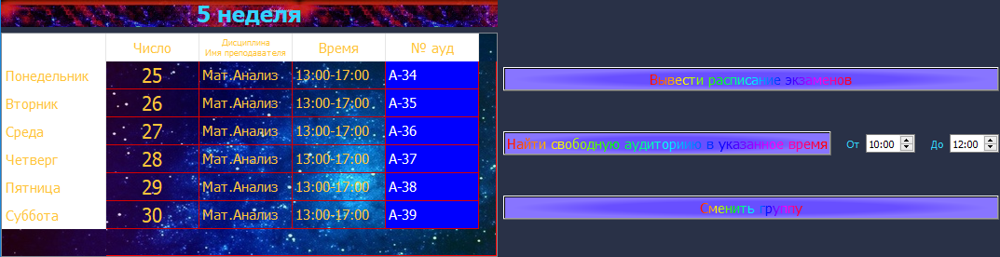 5 неделя
Число Дисциплина Время № ауд
Имя преподавателя
Понедельник 25 Мат.Анализ 13:00-17:00 А-34
Вторник 26 Мат.Анализ 13:00-17:00 А-35
Среда 27 Мат.Анализ 13:00-17:00 А-36
Четверг 28 Мат.Анализ 13:00-17:00 А-37
Пятница 29 Мат.Анализ 13:00-17:00 А-38
Суббота 30 Мат.Анализ 13:00-17:00 А-39
Вывести расписание экзаменов
Найти свободную аудиторию в указанное время От 10:00 До 12:00
Сменить группу